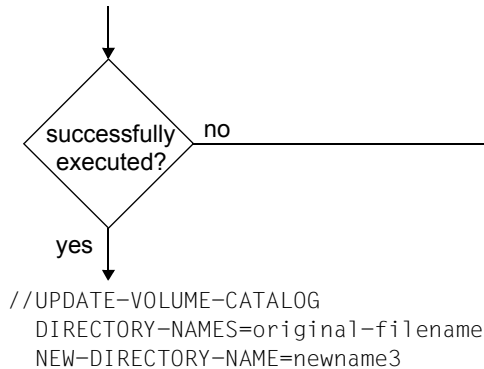 successfully
executed?
no
yes
//UPDATE-VOLUME-CATALOG
DIRECTORY-NAMES=original-filename
NEW-DIRECTORY-NAME=newname3